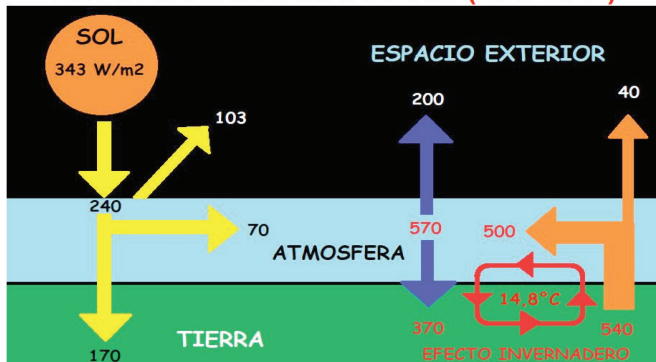 SOL
343 W/m2
ESPACIO EXTERIOR
103
200
40
240
70
570
500
ATMOSFERA
14,8°C
TIERRA
170
370
540
EFECTO INVERNADERO